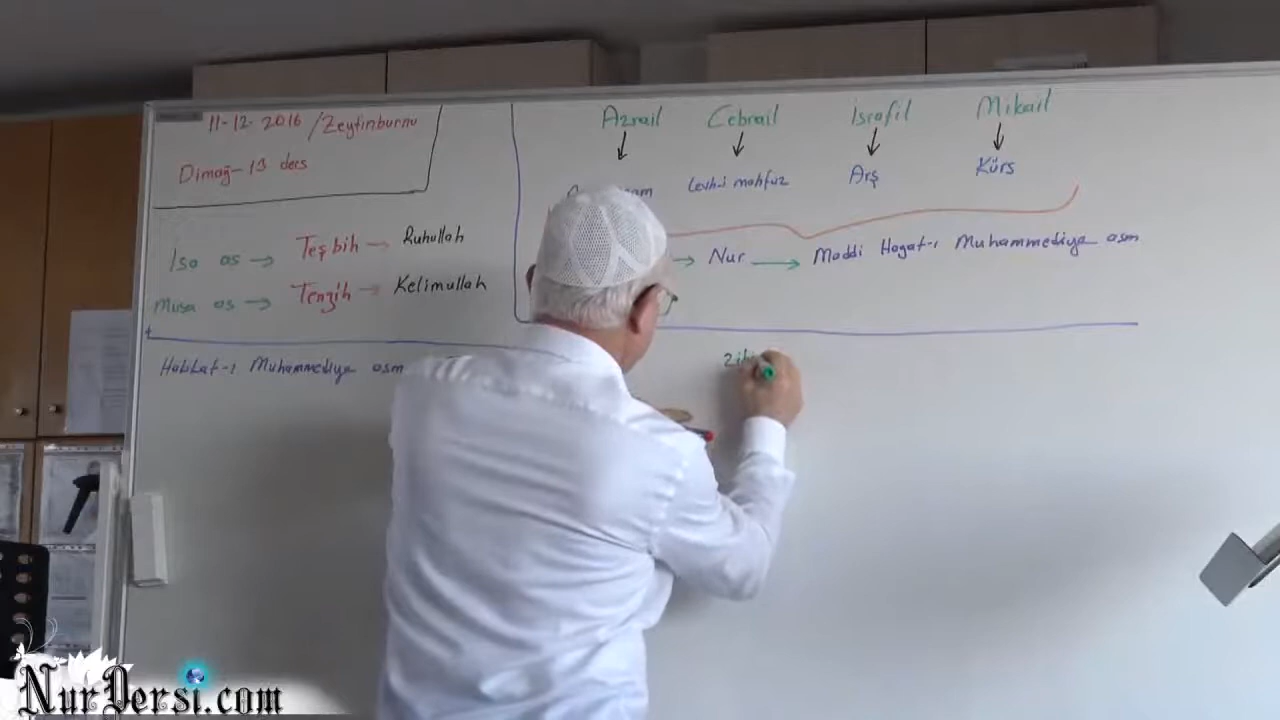 11-12-2016 /Zeytinburnu
Dimağ-13 ders
İsa as → Teşbih → Ruhullah
Musa as → Tenzih → Kelimullah
Azrail Cebrail İsrafil Mikail
Levh-i mahfuz Arş Kürs
→ Nur → Maddi Hayat-ı Muhammediye asm
Hakikat-ı Muhammediye asm
NurDersi.com